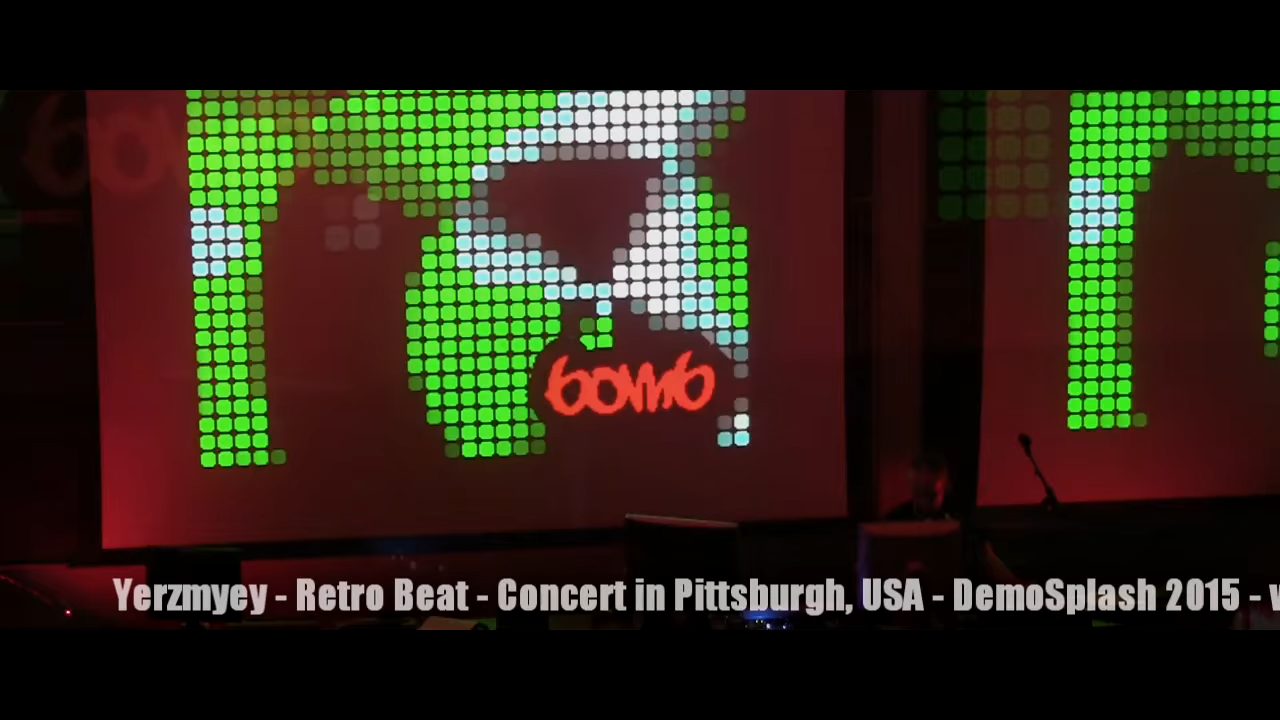 bomb
Yerzmyey - Retro Beat - Concert in Pittsburgh, USA - DemoSplash 2015 -